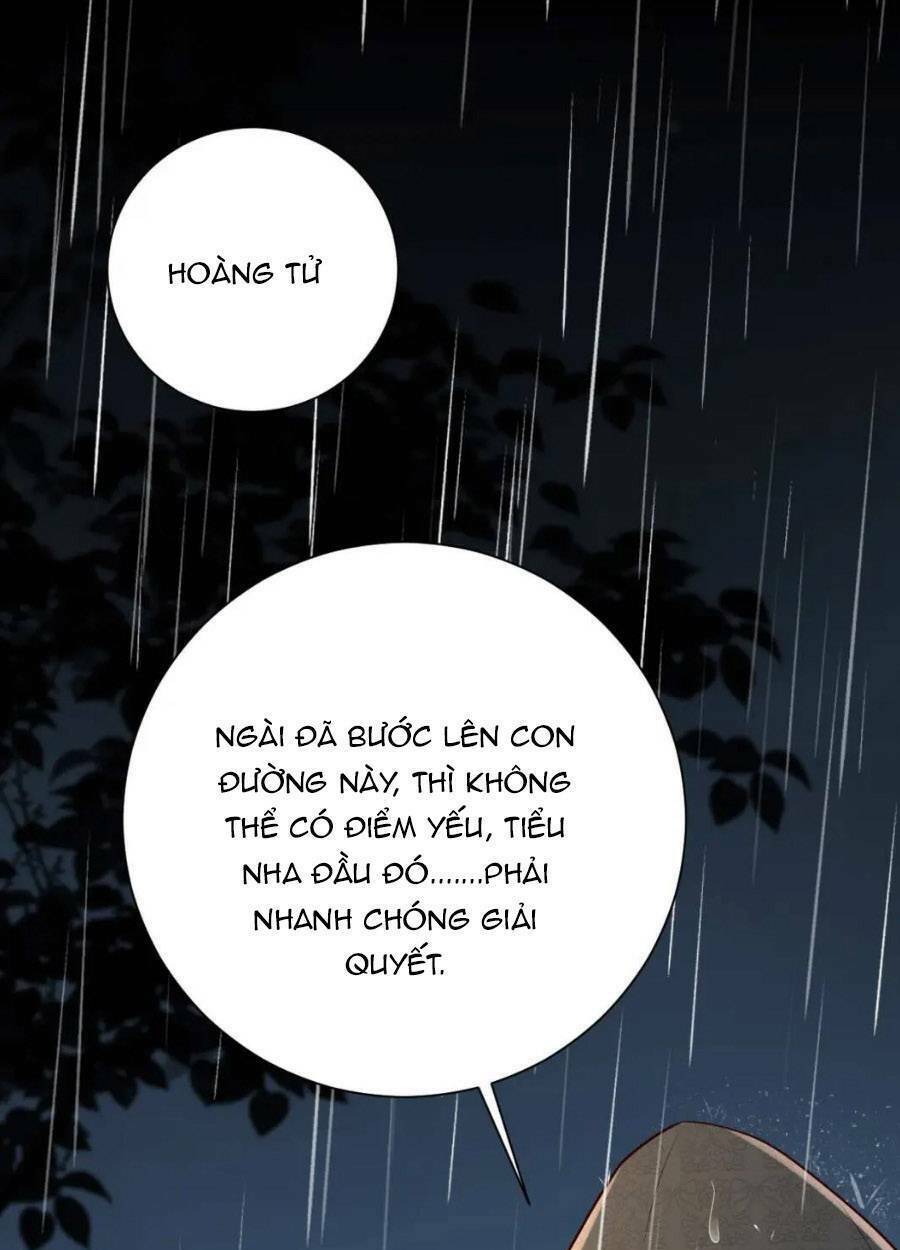 HOÀNG TỬ
NGÀI ĐÃ BƯỚC LÊN CON
ĐƯỜNG NÀY, THÌ KHÔNG
THỂ CÓ ĐIỂM YẾU, TIỂU
NHA ĐẦU ĐÓ.......PHẢI
NHANH CHÓNG GIẢI
QUYẾT.